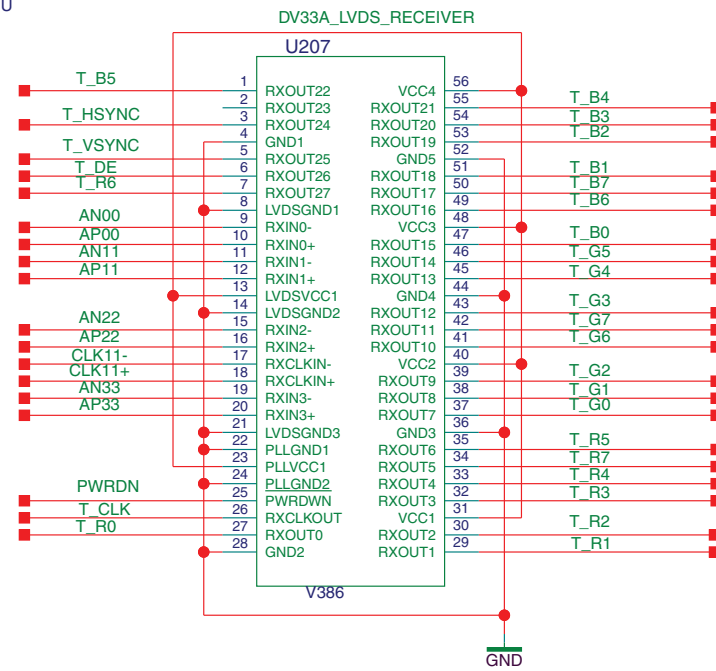 U
DV33A_LVDS_RECEIVER
U207
T_B5 1 RXOUT22 VCC4 56
2 RXOUT23 RXOUT21 55 T_B4
T_HSYNC 3 RXOUT24 RXOUT20 54 T_B3
4 GND1 RXOUT19 53 T_B2
T_VSYNC 5 RXOUT25 GND5 52
T_DE 6 RXOUT26 RXOUT18 51 T_B1
T_R6 7 RXOUT27 RXOUT17 50 T_B7
8 LVDSGND1 RXOUT16 49 T_B6
AN00 9 RXIN0- VCC3 48
AP00 10 RXIN0+ RXOUT15 47 T_B0
AN11 11 RXIN1- RXOUT14 46 T_G5
AP11 12 RXIN1+ RXOUT13 45 T_G4
13 LVDSVCC1 GND4 44
14 LVDSGND2 RXOUT12 43 T_G3
AN22 15 RXIN2- RXOUT11 42 T_G7
AP22 16 RXIN2+ RXOUT10 41 T_G6
CLK11- 17 RXCLKIN- VCC2 40
CLK11+ 18 RXCLKIN+ RXOUT9 39 T_G2
AN33 19 RXIN3- RXOUT8 38 T_G1
AP33 20 RXIN3+ RXOUT7 37 T_G0
21 LVDSGND3 GND3 36
22 PLLGND1 RXOUT6 35 T_R5
23 PLLVCC1 RXOUT5 34 T_R7
24 PLLGND2 RXOUT4 33 T_R4
PWRDN 25 PWRDWN RXOUT3 32 T_R3
T_CLK 26 RXCLKOUT VCC1 31
T_R0 27 RXOUT0 RXOUT2 30 T_R2
28 GND2 RXOUT1 29 T_R1
V386
GND